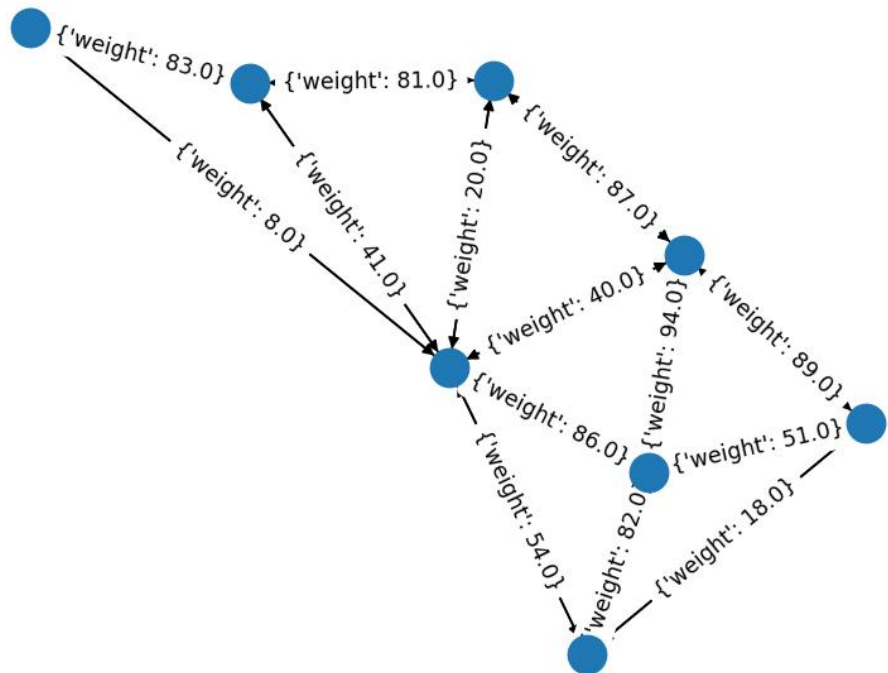 {'weight': 83.0}
{'weight': 81.0}
{'weight': 8.0}
{'weight': 41.0}
{'weight': 20.0}
{'weight': 87.0}
{'weight': 40.0}
{'weight': 94.0}
{'weight': 89.0}
{'weight': 86.0}
{'weight': 51.0}
{'weight': 54.0}
'weight': 82.0
{'weight': 18.0}